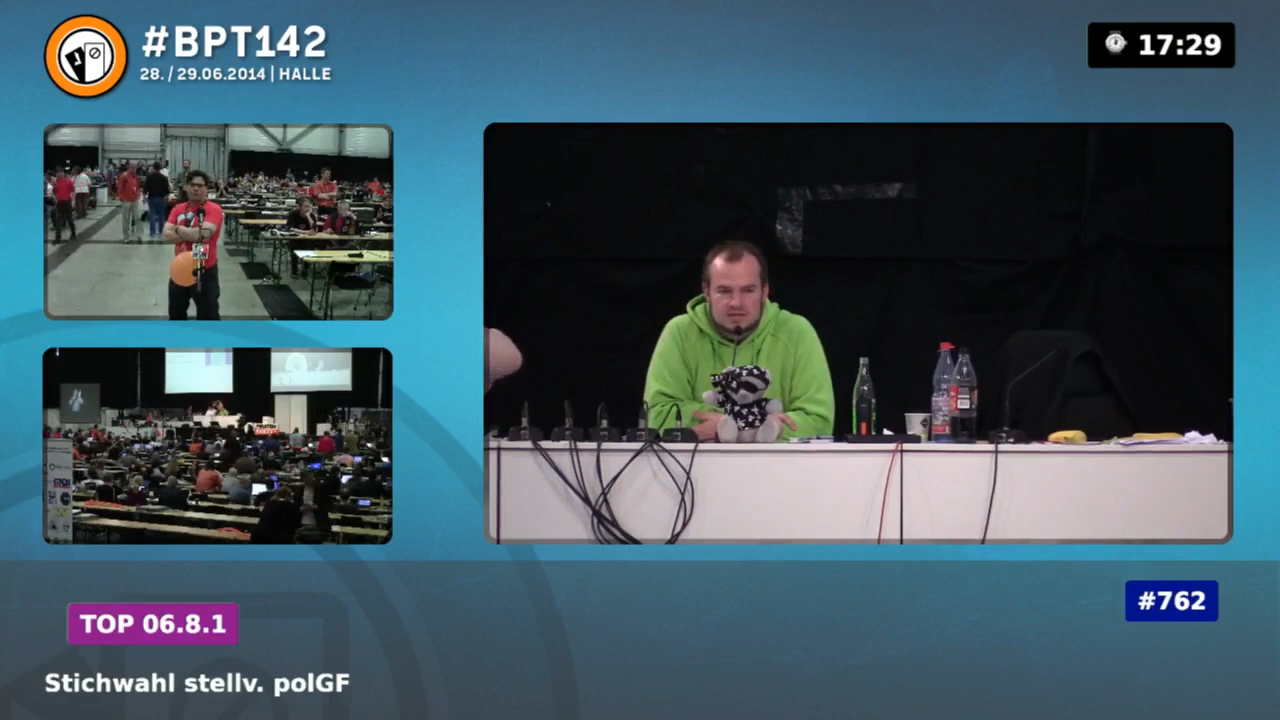 #BPT142
28. / 29.06.2014 | HALLE
17:29
#762
TOP 06.8.1
Stichwahl stellv. polGF